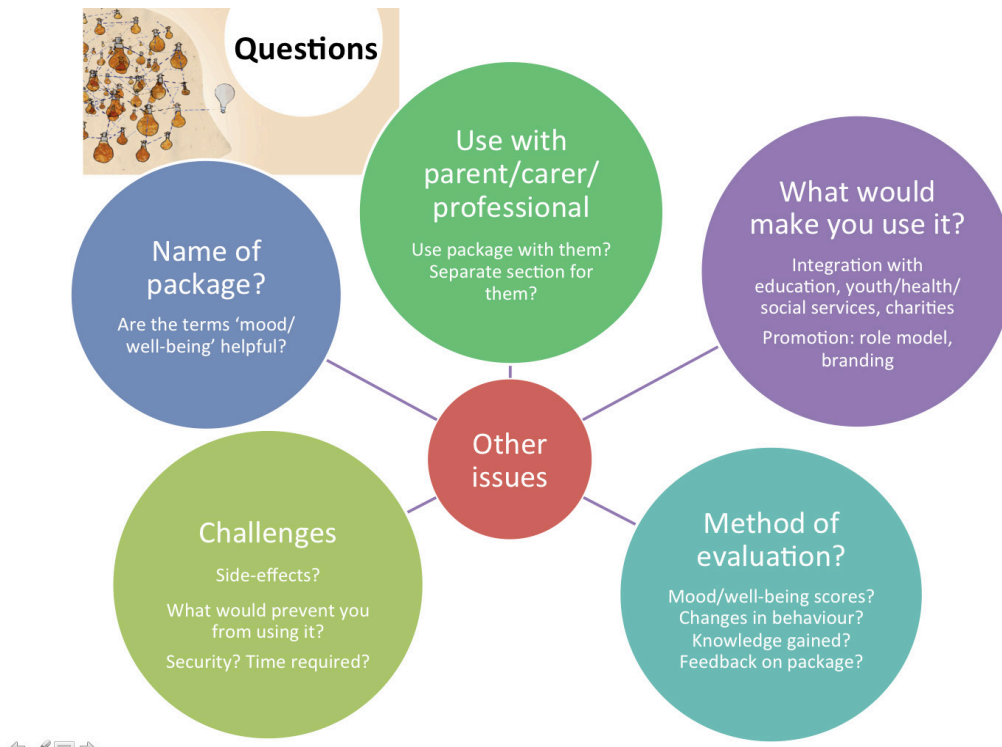 Questions
Use with
parent/carer/
professional
Use package with them?
Separate section for
them?
What would
make you use it?
Integration with
education, youth/health/
social services, charities
Promotion: role model,
branding
Name of
package?
Are the terms ‘mood/
well-being’ helpful?
Other
issues
Challenges
Side-effects?
What would prevent you
from using it?
Security? Time required?
Method of
evaluation?
Mood/well-being scores?
Changes in behaviour?
Knowledge gained?
Feedback on package?